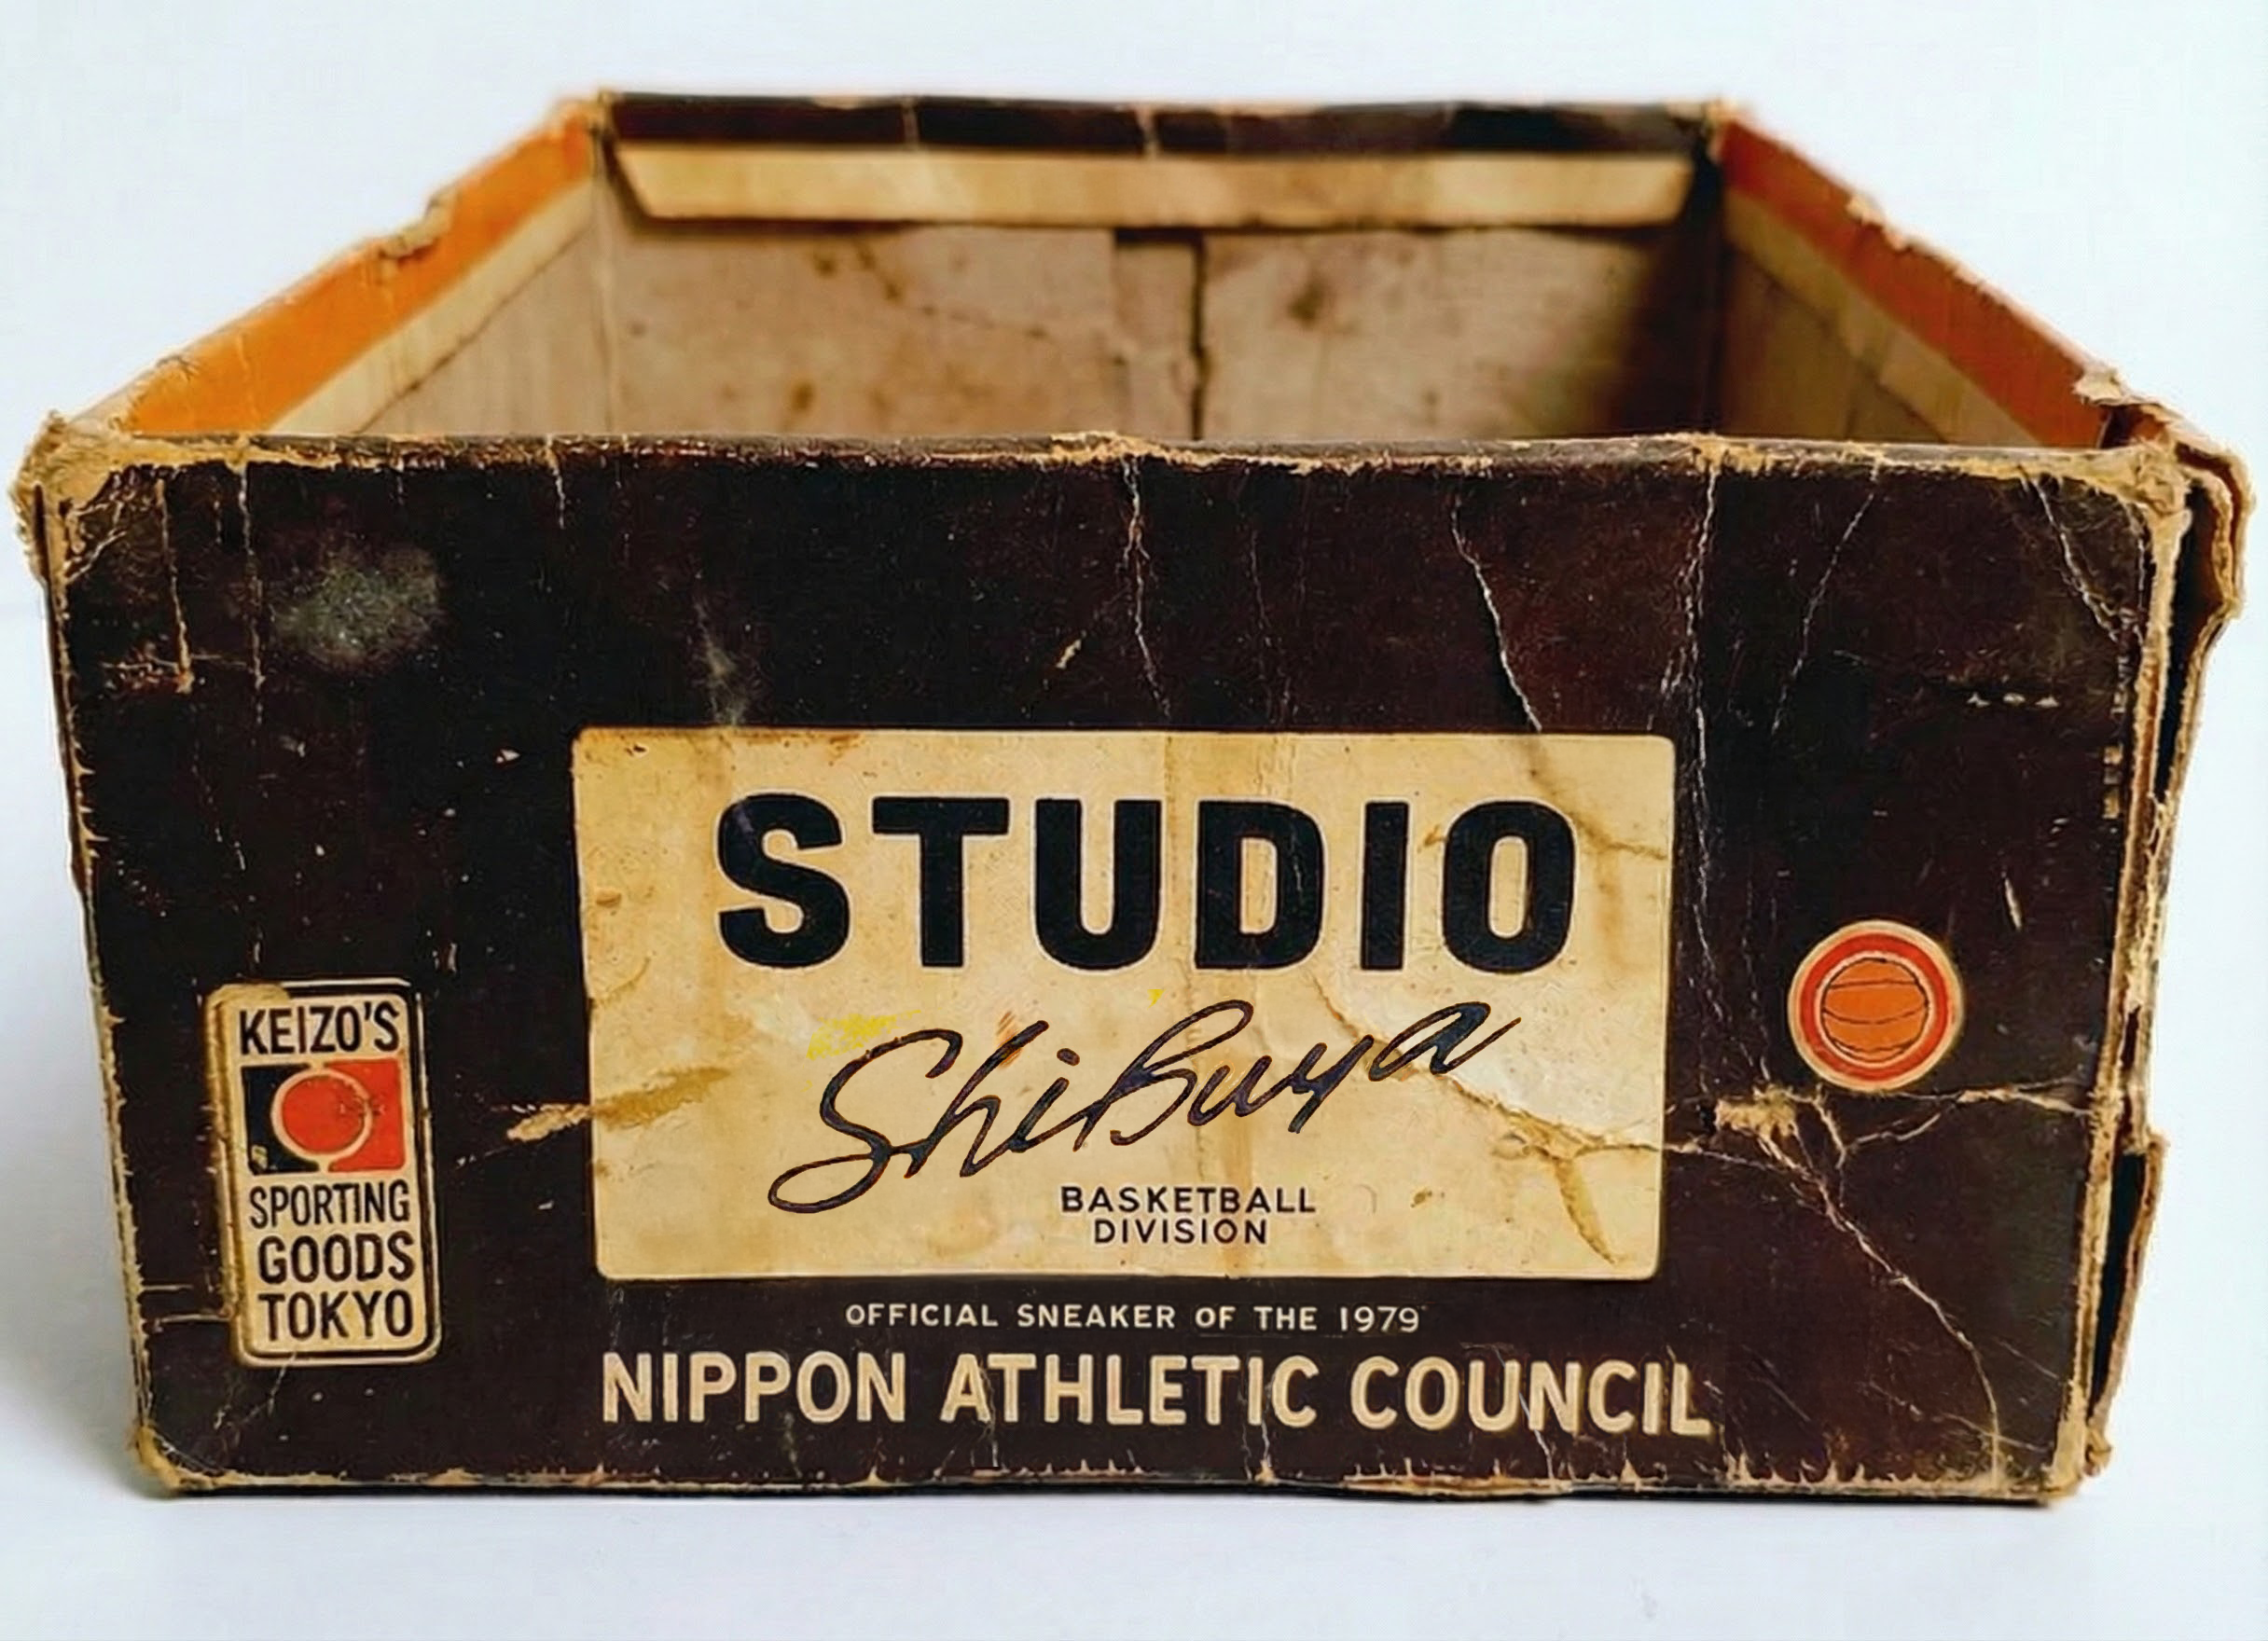 STUDIO
ShiBuya
BASKETBALL
DIVISION
KEIZO'S
SPORTING
GOODS
TOKYO
OFFICIAL SNEAKER OF THE 1979
NIPPON ATHLETIC COUNCIL